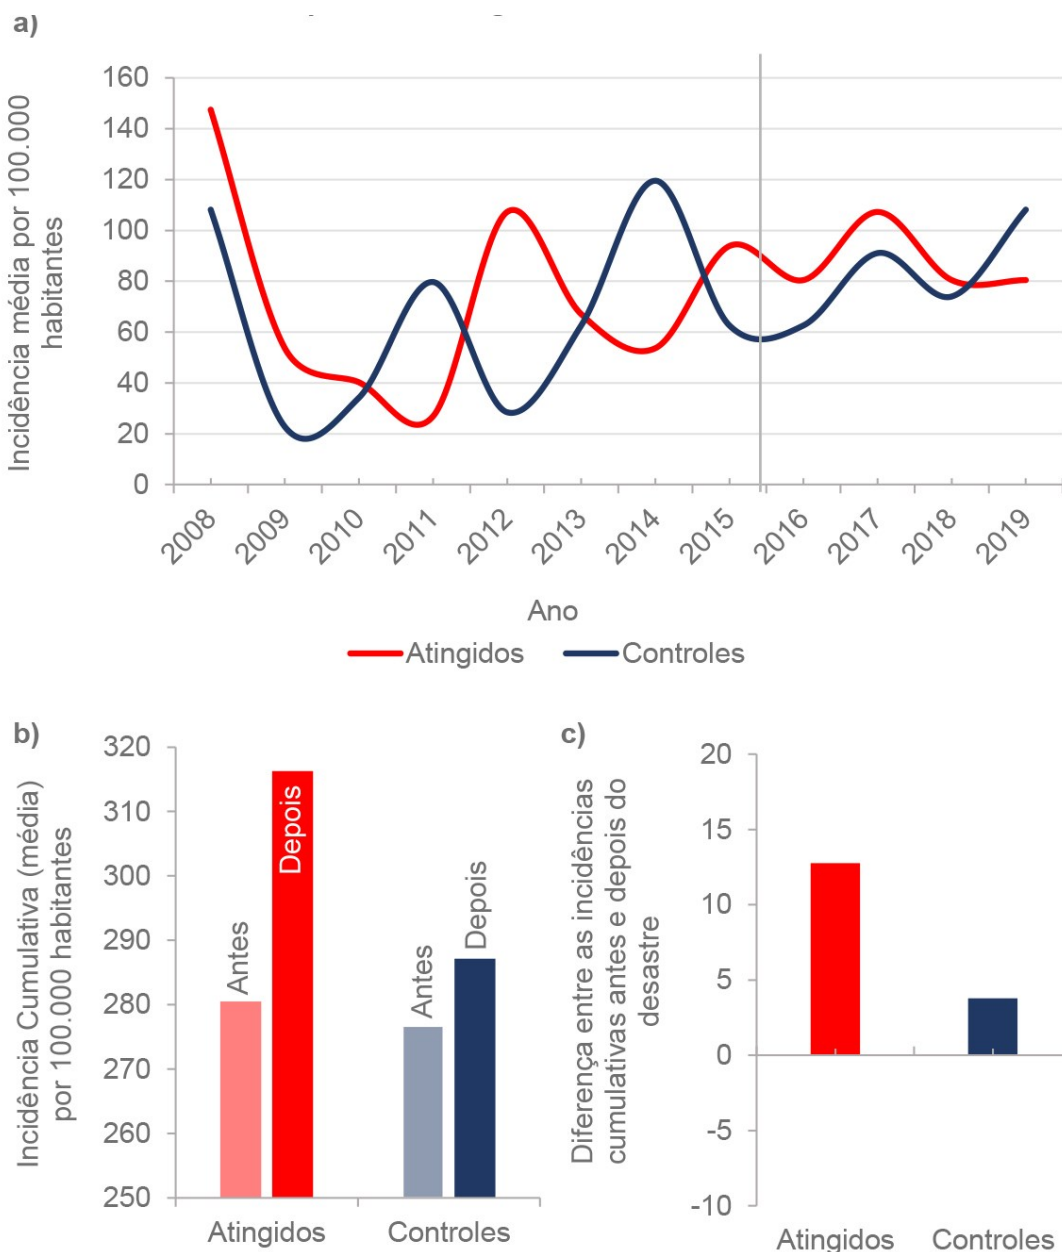 a)
Incidência média por 100.000
habitantes
160
140
120
100
80
60
40
20
0
2008
2009
2010
2011
2012
2013
2014
2015
2016
2017
2018
2019
Ano
Atingidos
Controles
b)
Incidência Cumulativa (média)
por 100.000 habitantes
320
310
300
290
280
270
260
250
Antes
Depois
Antes
Depois
Atingidos
Controles
c)
Diferença entre as incidências
cumulativas antes e depois do
desastre
20
15
10
5
0
-5
-10
Atingidos
Controles